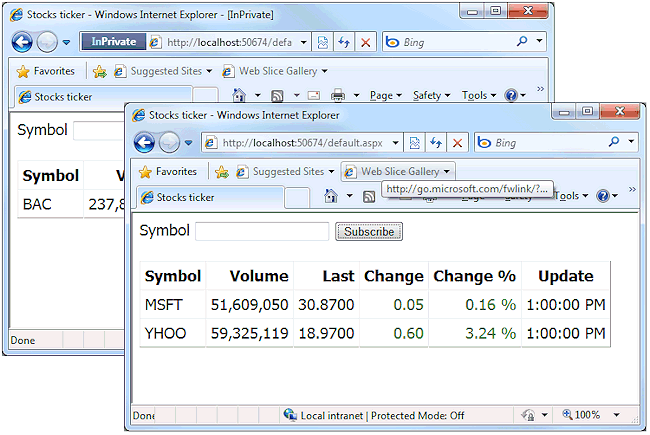 Stocks ticker - Windows Internet Explorer - [InPrivate]
InPrivate http://localhost:50674/defa Bing
Favorites Suggested Sites Web Slice Gallery
Stocks ticker Page Safety Tools
Symbol
Symbol V
BAC 237,8
Done
Stocks ticker - Windows Internet Explorer
http://localhost:50674/default.aspx Bing
Favorites Suggested Sites Web Slice Gallery
http://go.microsoft.com/fwlink/?...
Stocks ticker Tools
Symbol Subscribe
Symbol Volume Last Change Change % Update
MSFT 51,609,050 30.8700 0.05 0.16 % 1:00:00 PM
YHOO 59,325,119 18.9700 0.60 3.24 % 1:00:00 PM
Done Local intranet | Protected Mode: Off 100%